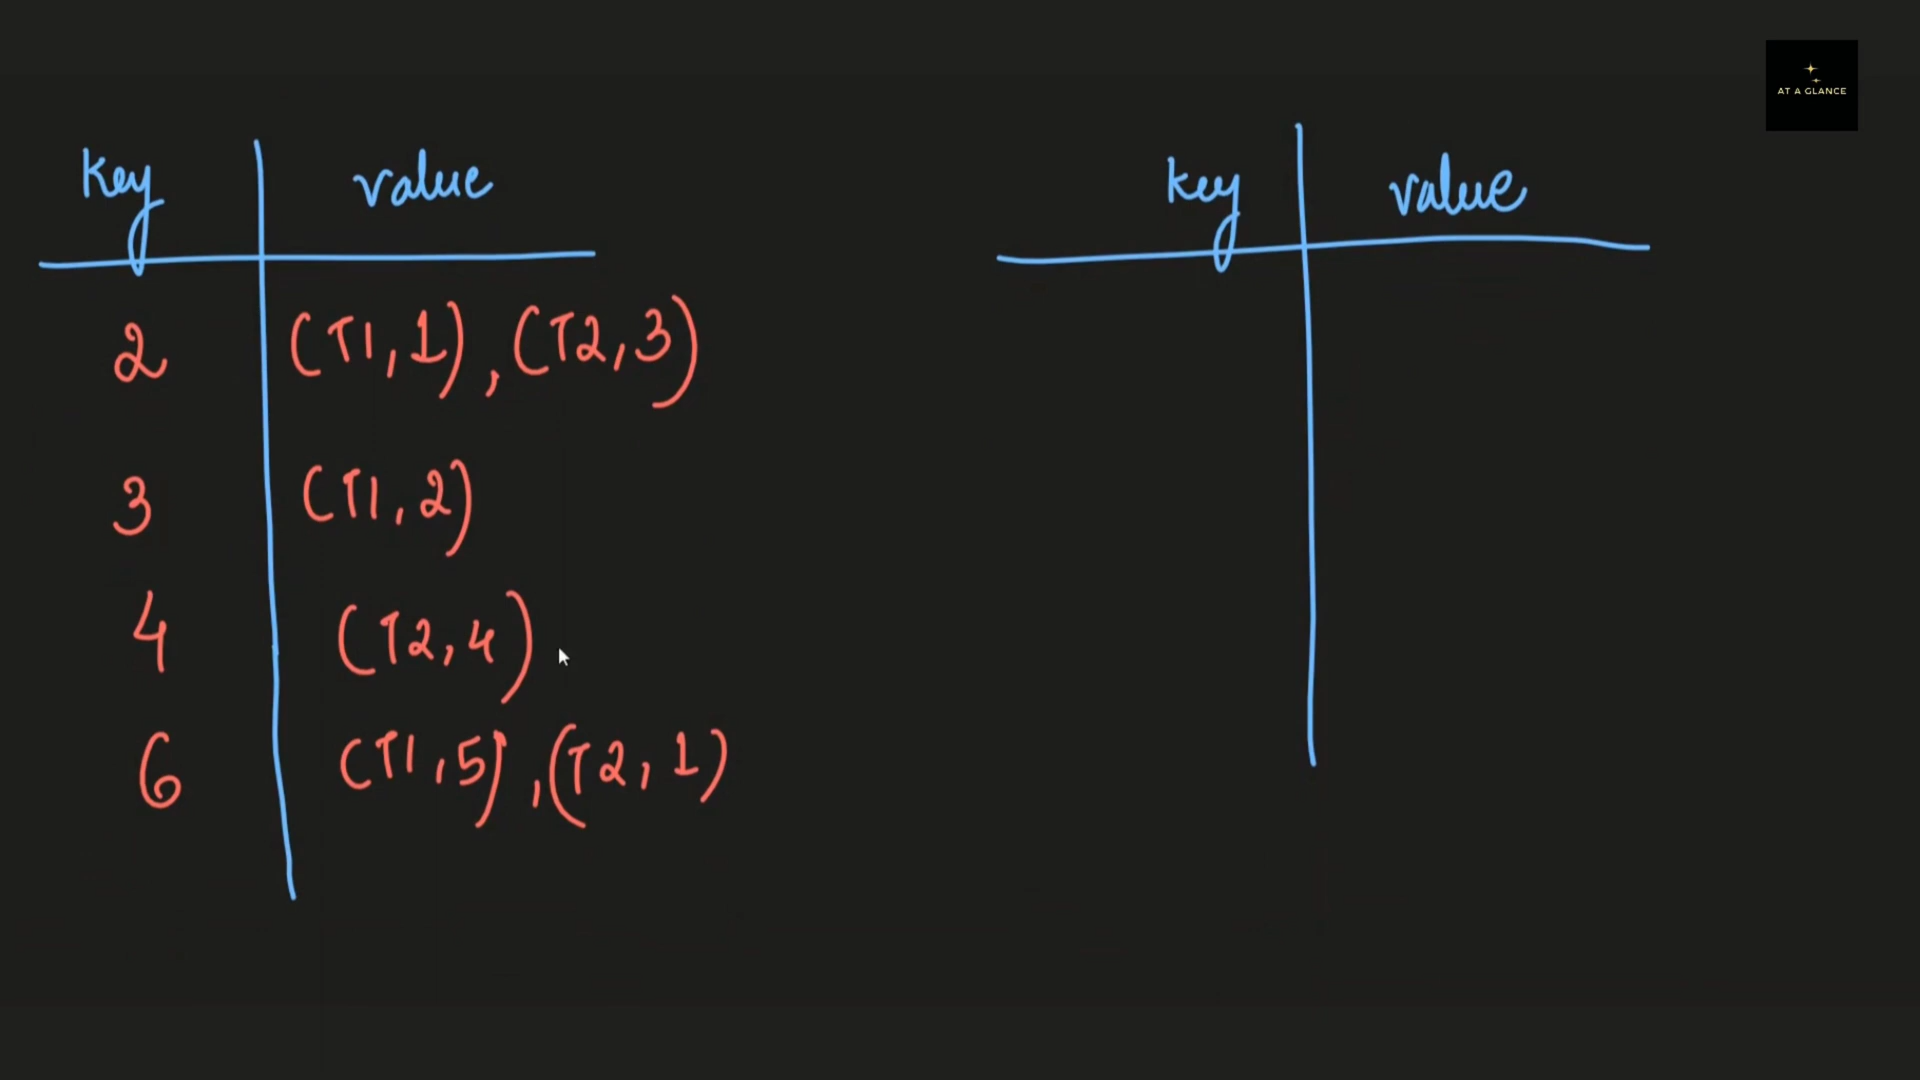 AT A GLANCE
Key value
2 (T1,1), (T2,3)
3 (T1,2)
4 (T2,4)
6 (T1,5),(T2,1)
key value